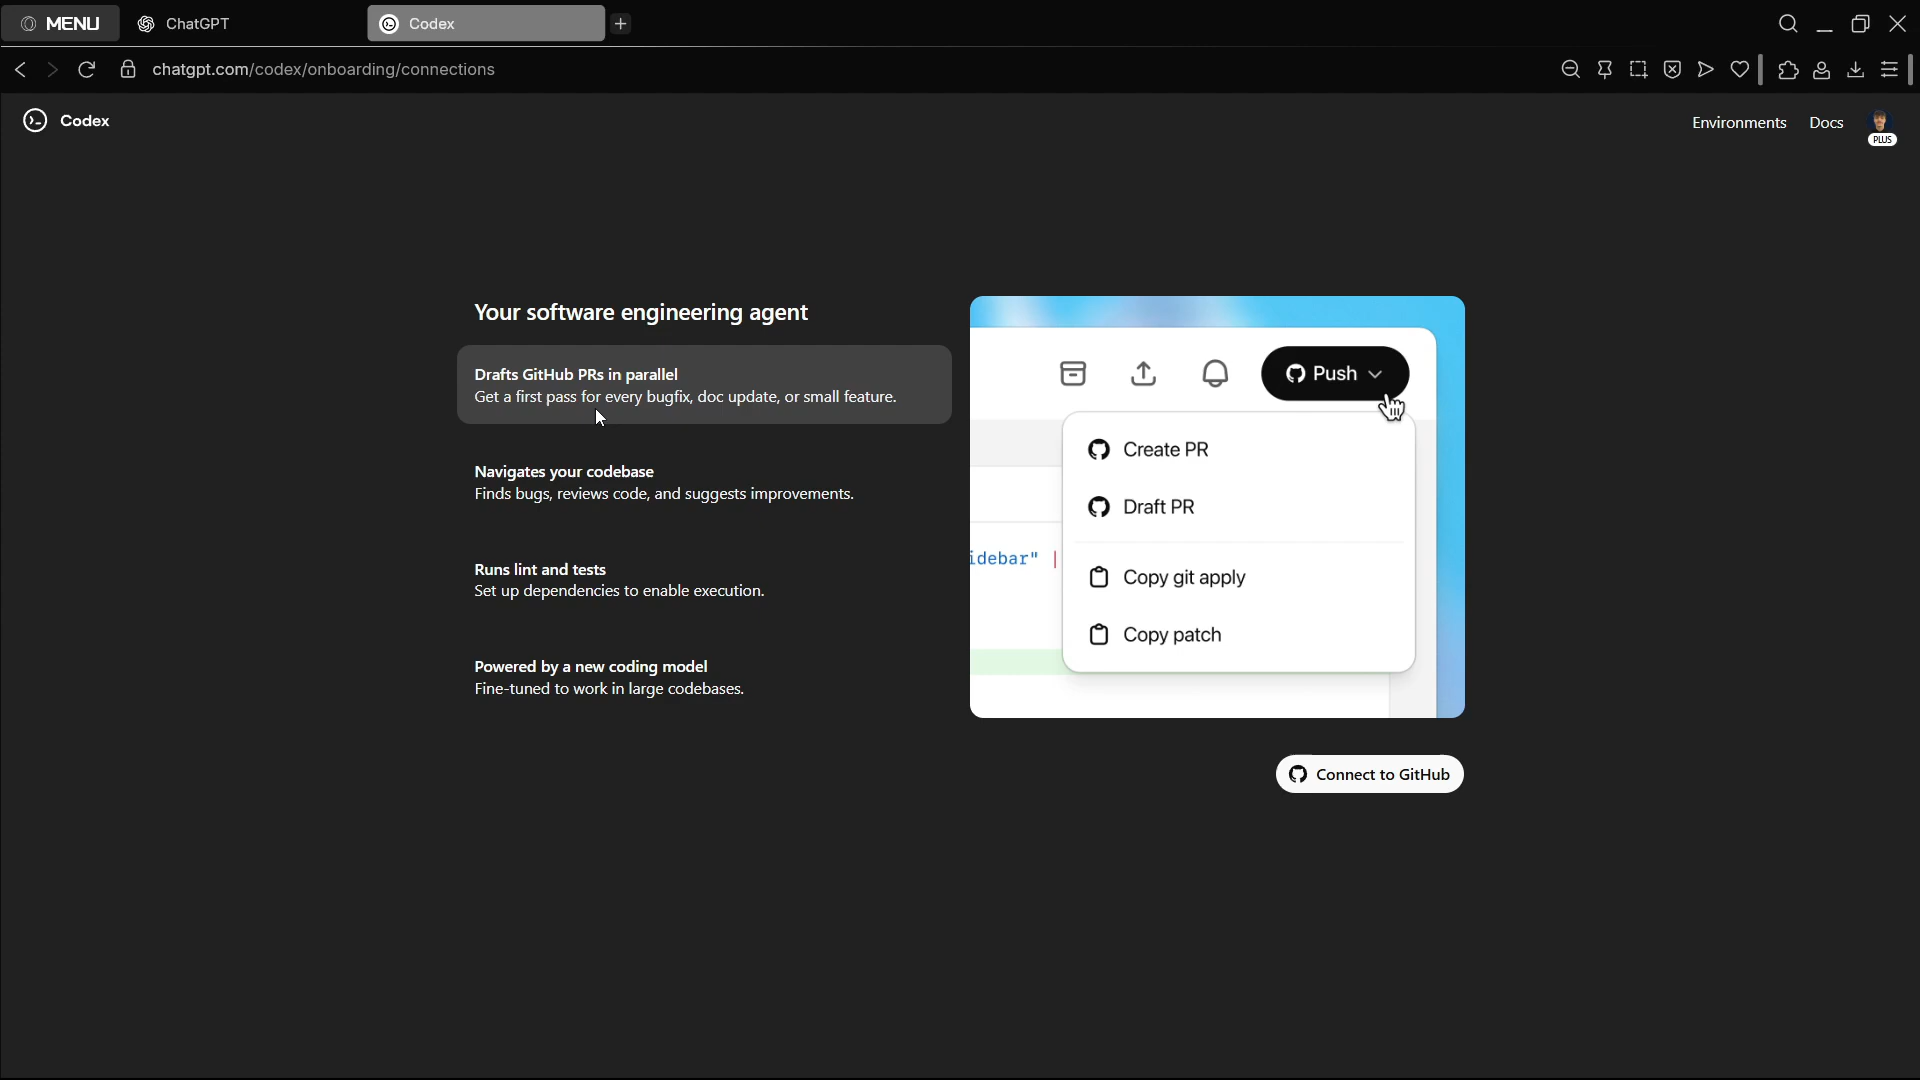 MENU
ChatGPT
Codex
chatgpt.com/codex/onboarding/connections
Codex
Environments
Docs
PLUS
Your software engineering agent
Drafts GitHub PRs in parallel
Get a first pass for every bugfix, doc update, or small feature.
Navigates your codebase
Finds bugs, reviews code, and suggests improvements.
Runs lint and tests
Set up dependencies to enable execution.
Powered by a new coding model
Fine-tuned to work in large codebases.
Push
Create PR
Draft PR
idebar" |
Copy git apply
Copy patch
Connect to GitHub